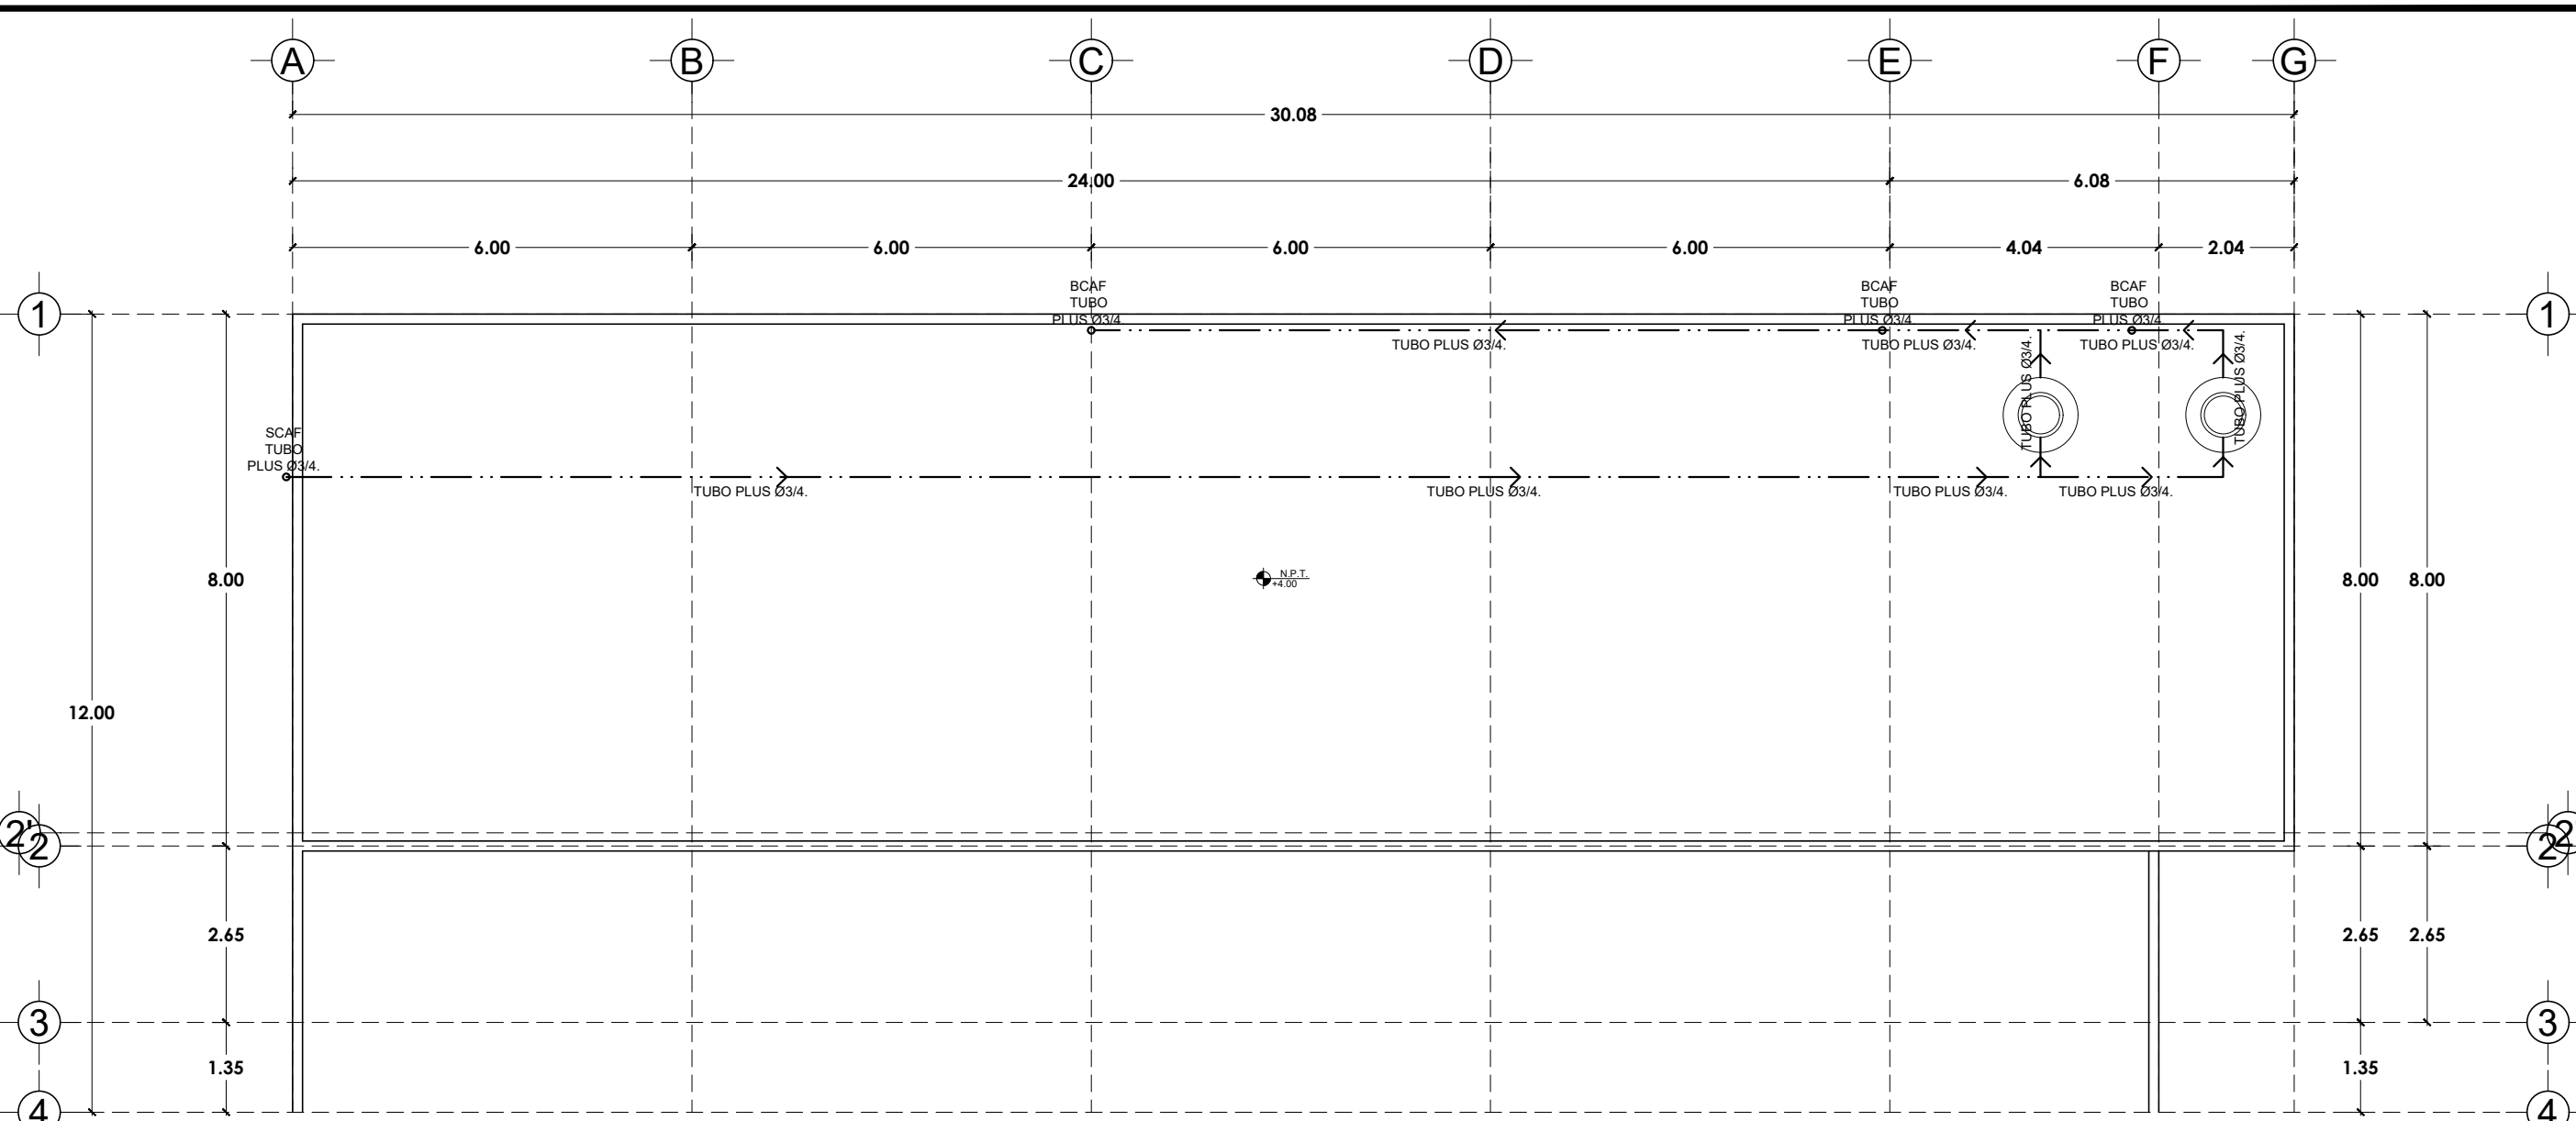 A B C D E F G
30.08
24.00 6.08
6.00 6.00 6.00 6.00 4.04 2.04
BCAF
TUBO
PLUS Ø3/4
BCAF
TUBO
PLUS Ø3/4
BCAF
TUBO
PLUS Ø3/4
1 1
TUBO PLUS Ø3/4.
TUBO PLUS Ø3/4.
TUBO PLUS Ø3/4.
TUBO PLUS Ø3/4.
TUBO PLUS Ø3/4.
SCAF
TUBO
PLUS Ø3/4.
TUBO PLUS Ø3/4.
TUBO PLUS Ø3/4.
TUBO PLUS Ø3/4.
TUBO PLUS Ø3/4.
8.00 8.00 8.00
N.P.T.
+4.00
12.00
2' 2 2 2
2.65 2.65 2.65
3 3
1.35 1.35
4 4